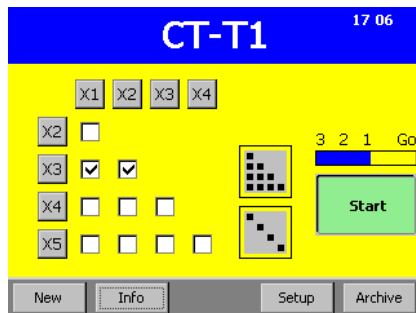 CT-T1
17 06
X1 X2 X3 X4
X2
X3
X4
X5
3 2 1 Go
Start
New Info Setup Archive